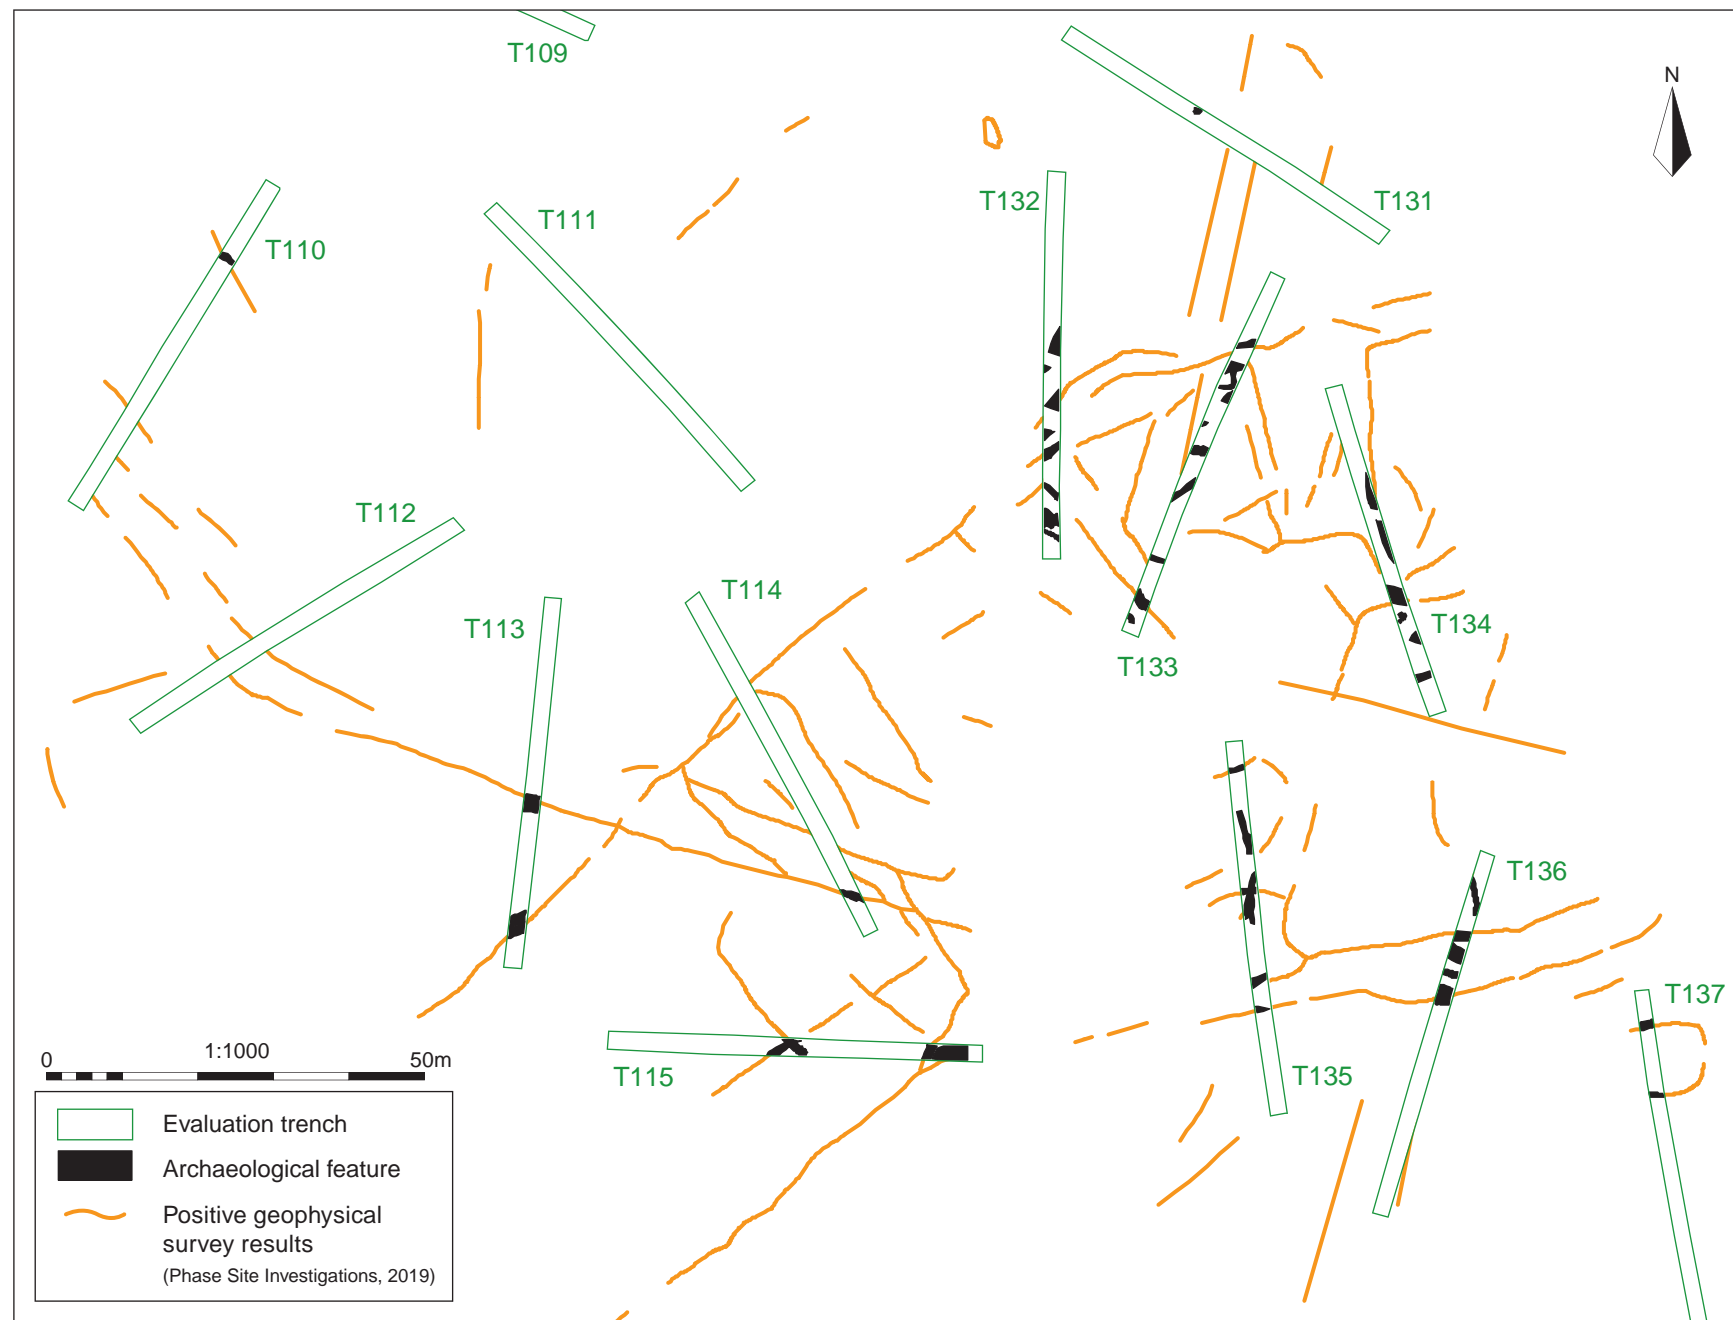 T109
N
T132
T131
T111
T110
T112
T114
T113
T134
T133
T136
T137
T135
T115
0
1:1000
50m
Evaluation trench
Archaeological feature
Positive geophysical
survey results
(Phase Site Investigations, 2019)